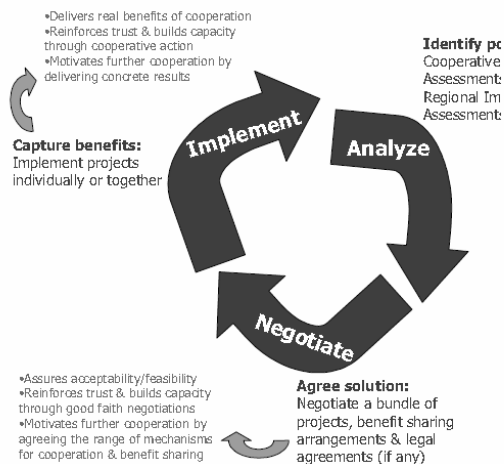 •Delivers real benefits of cooperation
•Reinforces trust & builds capacity
through cooperative action
•Motivates further cooperation by
delivering concrete results
Capture benefits:
Implement projects
individually or together
Implement
Analyze
Identify
Cooperative
Assessments
Regional
Assessments
Negotiate
•Assures acceptability/feasibility
•Reinforces trust & builds capacity
through good faith negotiations
•Motivates further cooperation by
agreeing the range of mechanisms
for cooperation & benefit sharing
Agree solution:
Negotiate a bundle of
projects, benefit sharing
arrangements & legal
agreements (if any)